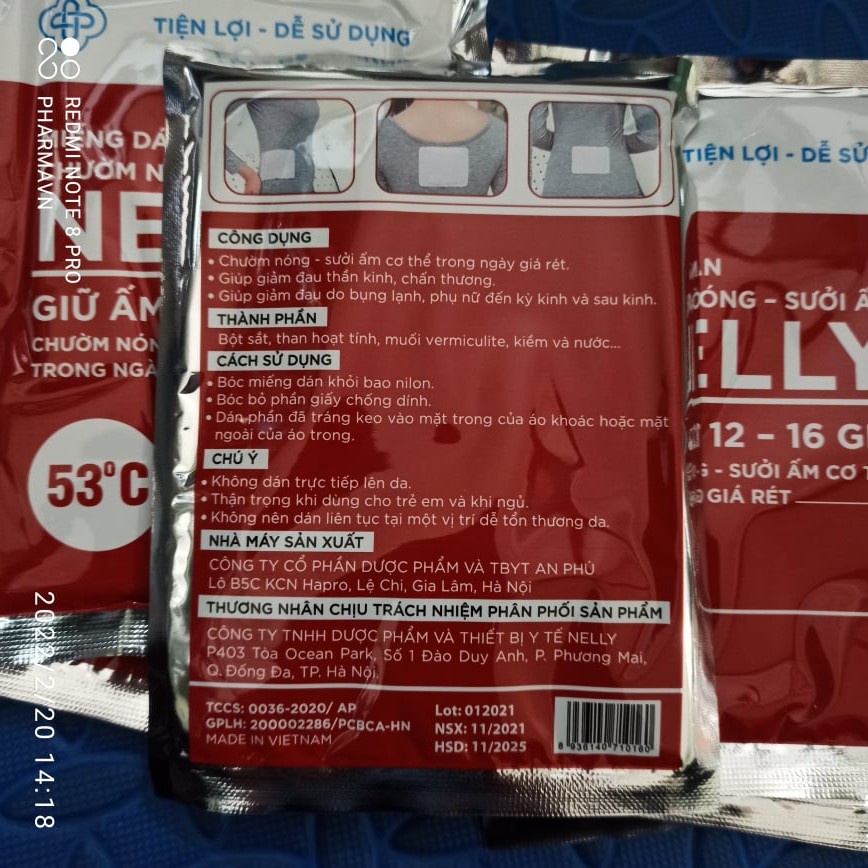 TIỆN LỢI - DỄ SỬ DỤNG
REDMI NOTE 8 PRO
PHARMAVN
2022/2/20 14:18
GIỮ ẤM
CHƯỜM NÓN
TRONG NGÀ
53°C
CÔNG DỤNG
• Chườm nóng - sưởi ấm cơ thể trong ngày giá rét.
• Giúp giảm đau thần kinh, chấn thương.
• Giúp giảm đau do bụng lạnh, phụ nữ đến kỳ kinh và sau kinh.
THÀNH PHẦN
Bột sắt, than hoạt tính, muối vermiculite, kiềm và nước...
CÁCH SỬ DỤNG
• Bóc miếng dán khỏi bao nilon.
• Bóc bỏ phần giấy chống dính.
• Dán phần đã tráng keo vào mặt trong của áo khoác hoặc mặt
ngoài của áo trong.
CHÚ Ý
• Không dán trực tiếp lên da.
• Thận trọng khi dùng cho trẻ em và khi ngủ.
• Không nên dán liên tục tại một vị trí dễ tổn thương da.
NHÀ MÁY SẢN XUẤT
CÔNG TY CỔ PHẦN DƯỢC PHẨM VÀ TBYT AN PHÚ
Lô B5C KCN Hapro, Lệ Chi, Gia Lâm, Hà Nội
THƯƠNG NHÂN CHỊU TRÁCH NHIỆM PHÂN PHỐI SẢN PHẨM
CÔNG TY TNHH DƯỢC PHẨM VÀ THIẾT BỊ Y TẾ NELLY
P403 Tòa Ocean Park, Số 1 Đào Duy Anh, P. Phương Mai,
Q. Đống Đa, TP. Hà Nội.
TCCS: 0036-2020/ AP
GPLH: 200002286/PCBCA-HN
MADE IN VIETNAM
Lot: 012021
NSX: 11/2021
HSD: 11/2025
8 936140 710160
TIỆN LỢI - DỄ SỬ
ÓNG – SƯỞI Ấ
ELLY
12 – 16 GI
- SƯỞI ẤM CƠ T
GIÁ RÉT